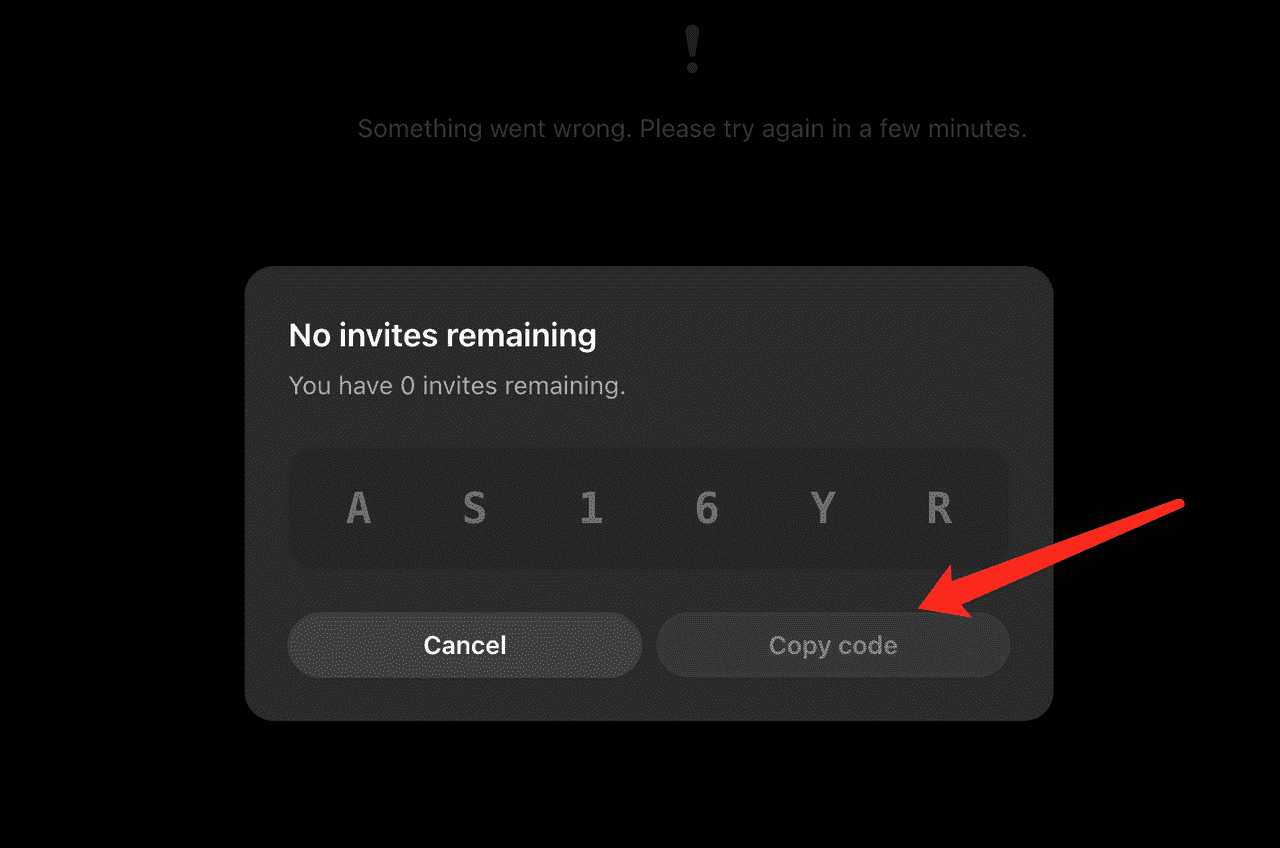 !
Something went wrong. Please try again in a few minutes.
No invites remaining
You have 0 invites remaining.
A S 1 6 Y R
Cancel Copy code